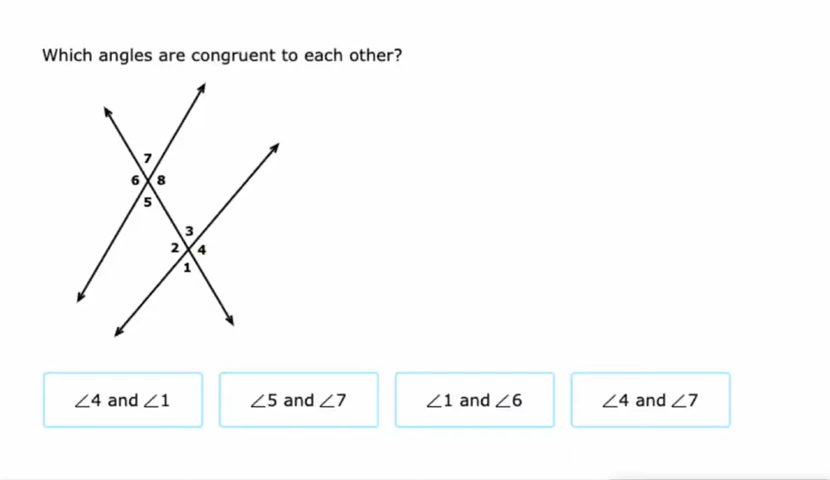 Which angles are congruent to each other?
7
6 8
5
3
2 4
1
∠4 and ∠1
∠5 and ∠7
∠1 and ∠6
∠4 and ∠7